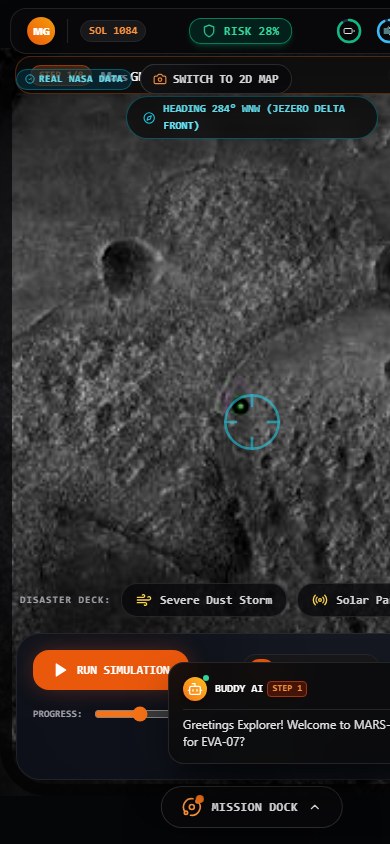 MG
SOL 1084
RISK 28%
REAL NASA DATA
SWITCH TO 2D MAP
HEADING 284° WNW (JEZERO DELTA
FRONT)
DISASTER DECK:
Severe Dust Storm
Solar Pa
RUN SIMULATION
PROGRESS:
BUDDY AI
STEP 1
Greetings Explorer! Welcome to MARS-
for EVA-07?
MISSION DOCK